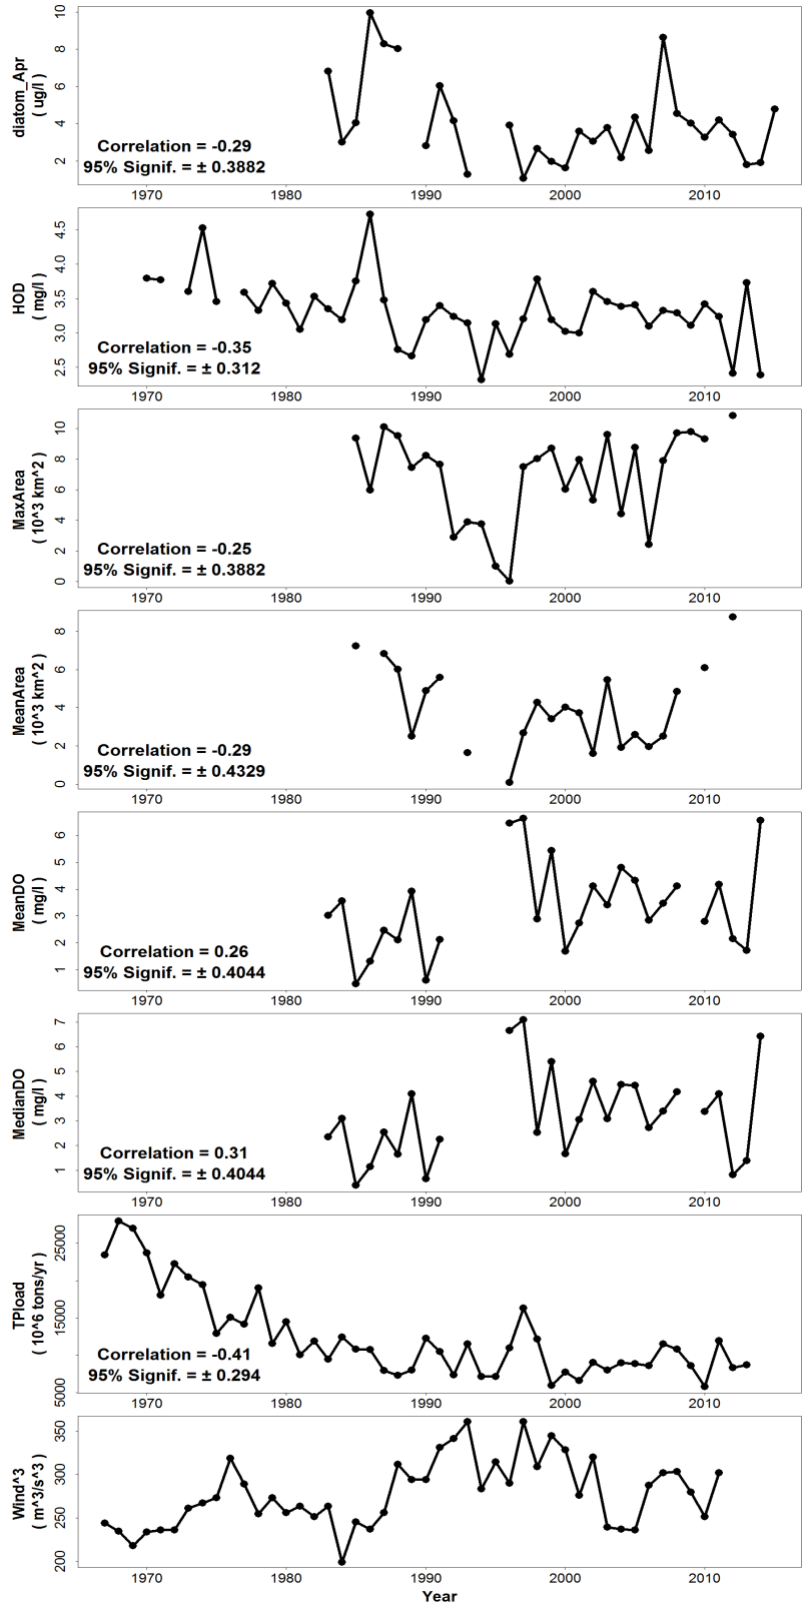 diatom_Apr
( ug/l )
10
8
6
4
2
Correlation = -0.29
95% Signif. = ± 0.3882
1970 1980 1990 2000 2010
HOD
( mg/l )
4.5
4.0
3.5
3.0
2.5
Correlation = -0.35
95% Signif. = ± 0.312
1970 1980 1990 2000 2010
MaxArea
( 10^3 km^2 )
10
8
6
4
2
0
Correlation = -0.25
95% Signif. = ± 0.3882
1970 1980 1990 2000 2010
MeanArea
( 10^3 km^2 )
8
6
4
2
0
Correlation = -0.29
95% Signif. = ± 0.4329
1970 1980 1990 2000 2010
MeanDO
( mg/l )
6
5
4
3
2
1
Correlation = 0.26
95% Signif. = ± 0.4044
1970 1980 1990 2000 2010
MedianDO
( mg/l )
7
6
5
4
3
2
1
Correlation = 0.31
95% Signif. = ± 0.4044
1970 1980 1990 2000 2010
TPload
( 10^6 tons/yr )
25000
15000
5000
Correlation = -0.41
95% Signif. = ± 0.294
1970 1980 1990 2000 2010
Wind^3
( m^3/s^3 )
350
300
250
200
1970 1980 1990 2000 2010
Year